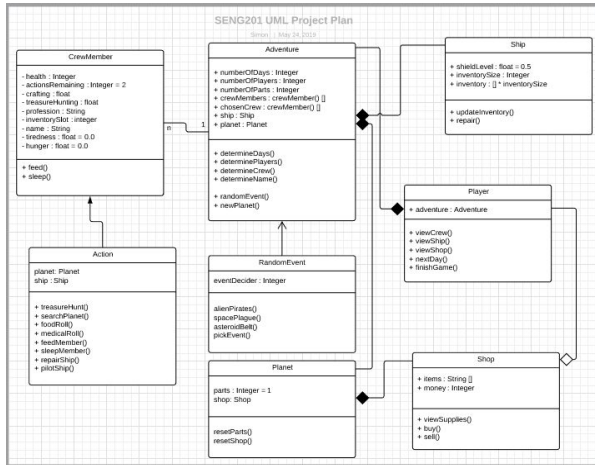 SENG201 UML Project Plan
Simon | May 24, 2019
CrewMember
- health : Integer
- actionsRemaining : Integer = 2
- crafting : float
- treasureHunting : float
- profession : String
- inventorySlot : integer
- name : String
- tiredness : float = 0.0
- hunger : float = 0.0
+ feed()
+ sleep()
n
1
Adventure
+ numberOfDays : Integer
+ numberOfPlayers : Integer
+ numberOfParts : Integer
+ crewMembers : crewMember() []
+ chosenCrew : crewMember() []
+ ship : Ship
+ planet : Planet
+ determineDays()
+ determinePlayers()
+ determineCrew()
+ determineName()
+ randomEvent()
+ newPlanet()
Ship
+ shieldLevel : float = 0.5
+ inventorySize : Integer
+ inventory : [] * inventorySize
+ updateInventory()
+ repair()
Player
+ adventure : Adventure
+ viewCrew()
+ viewShip()
+ viewShop()
+ nextDay()
+ finishGame()
Action
planet: Planet
ship : Ship
+ treasureHunt()
+ searchPlanet()
+ foodRoll()
+ medicalRoll()
+ feedMember()
+ sleepMember()
+ repairShip()
+ pilotShip()
RandomEvent
eventDecider : Integer
alienPirates()
spacePlague()
asteroidBelt()
pickEvent()
Planet
parts : Integer = 1
shop: Shop
resetParts()
resetShop()
Shop
+ items : String []
+ money : Integer
+ viewSupplies()
+ buy()
+ sell()